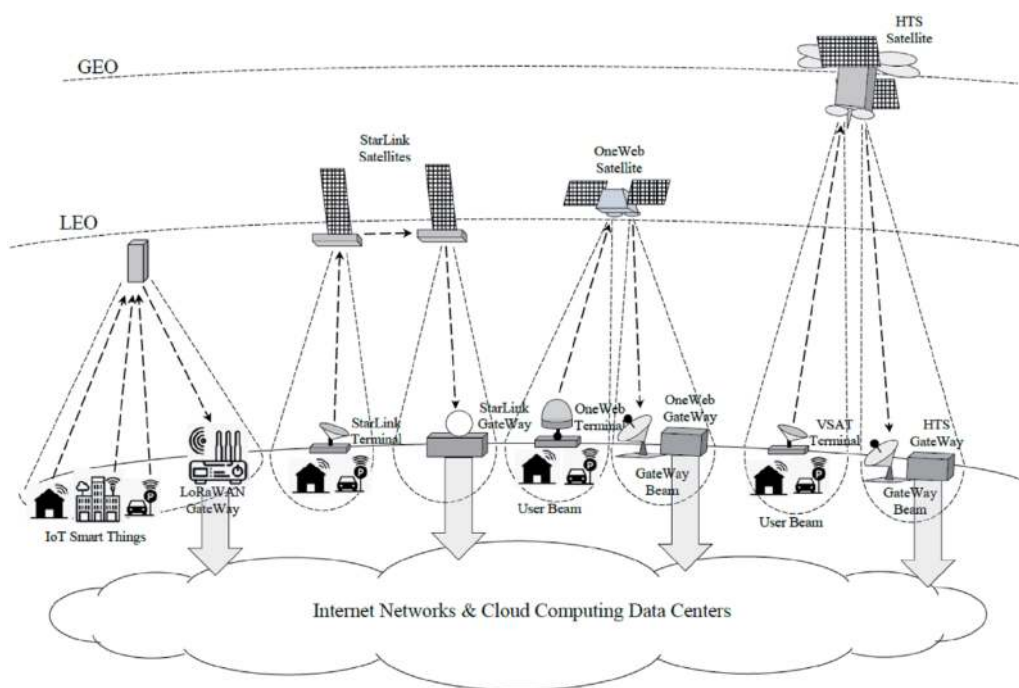 HTS
Satellite
GEO
StarLink
Satellites
OneWeb
Satellite
LEO
StarLink
Terminal
StarLink
GateWay
OneWeb
Terminal
OneWeb
GateWay
VSAT
Terminal
HTS
GateWay
LoRaWAN
GateWay
P
P
P
P
GateWay
Beam
GateWay
Beam
User Beam
User Beam
IoT Smart Things
Internet Networks & Cloud Computing Data Centers